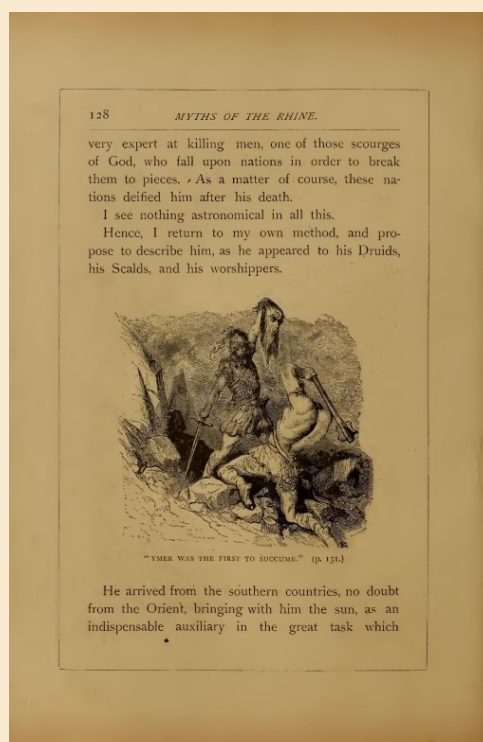 128
MYTHS OF THE RHINE.
very expert at killing men, one of those scourges
of God, who fall upon nations in order to break
them to pieces. As a matter of course, these na-
tions deified him after his death.
I see nothing astronomical in all this.
Hence, I return to my own method, and pro-
pose to describe him, as he appeared to his Druids,
his Scalds, and his worshippers.
"YMER WAS THE FIRST TO SUCCUMB." (p. 131.)
He arrived from the southern countries, no doubt
from the Orient, bringing with him the sun, as an
indispensable auxiliary in the great task which